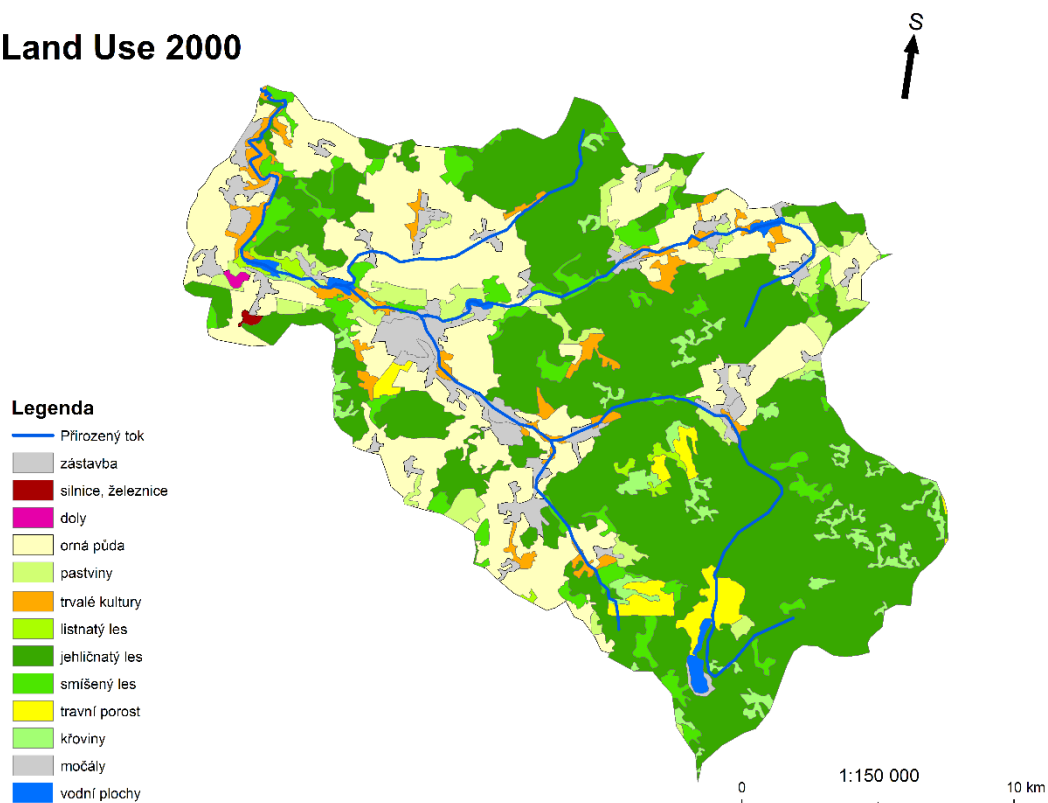 Land Use 2000
S
Legenda
Přirozený tok
zástavba
silnice, železnice
doly
orná půda
pastviny
trvalé kultury
listnatý les
jehličnatý les
smíšený les
travní porost
křoviny
močály
vodní plochy
1:150 000
0
10 km